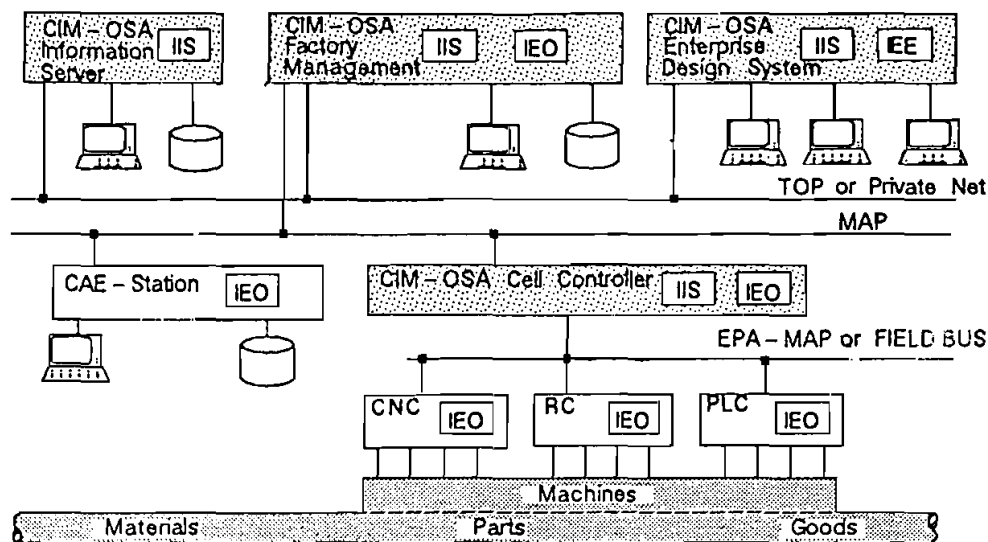 CIM – OSA
Information
Server
IIS
CIM – OSA
Factory
Management
IIS
IEO
CIM – OSA
Enterprise
Design System
IIS
IEE
TOP or Private Net
MAP
CAE – Station
IEO
CIM – OSA Cell Controller
IIS
IEO
EPA – MAP or FIELD BUS
CNC
IEO
RC
IEO
PLC
IEO
Machines
Materials
Parts
Goods